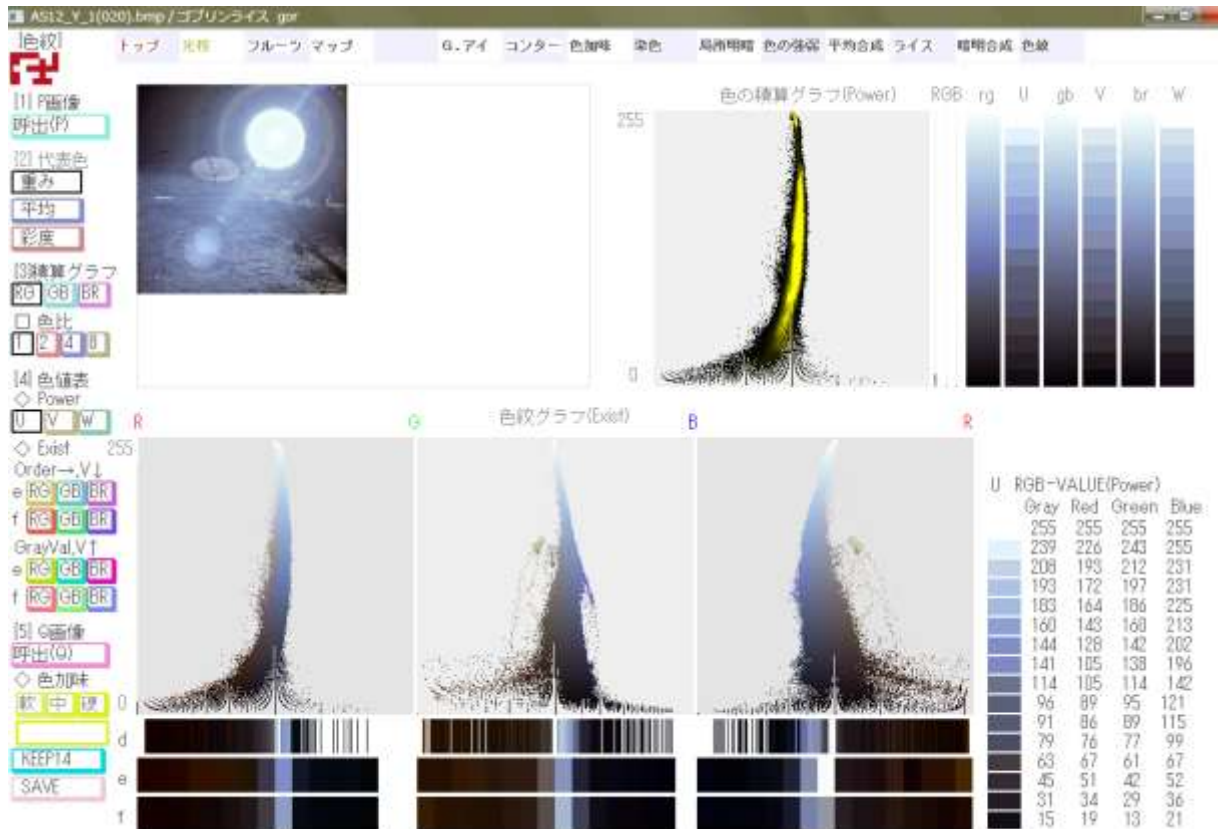 AS12_Y_1(020).bmp / ゴブリンライス gor
[色紋]
トップ 光種 フルーツ マップ G.アイ コンター 色加味 染色 局所明暗 色の強弱 平均合成 ライス 暗明合成 色紋
[1] P画像
呼出(P)
[2] 代表色
重み
平均
彩度
[3]積算グラフ
RG GB BR
□ 色比
1 2 4 8
[4] 色値表
◇ Power
U V W
◇ Exist
Order→,V↓
e RG GB BR
f RG GB BR
GrayVal,V↑
e RG GB BR
f RG GB BR
[5] G画像
呼出(G)
◇ 色加味
軟 中 硬
KEEP14
SAVE
色の積算グラフ(Power) RGB rg U gb V br W
255
0
色紋グラフ(Exist)
R G B R
255
0
d
e
f
U RGB-VALUE(Power)
Gray Red Green Blue
255 255 255 255
239 226 243 255
208 193 212 231
193 172 197 231
183 164 186 225
160 143 160 213
144 128 142 202
141 105 138 196
114 105 114 142
96 89 95 121
91 86 89 115
79 76 77 99
63 67 61 67
45 51 42 52
31 34 29 36
15 19 13 21